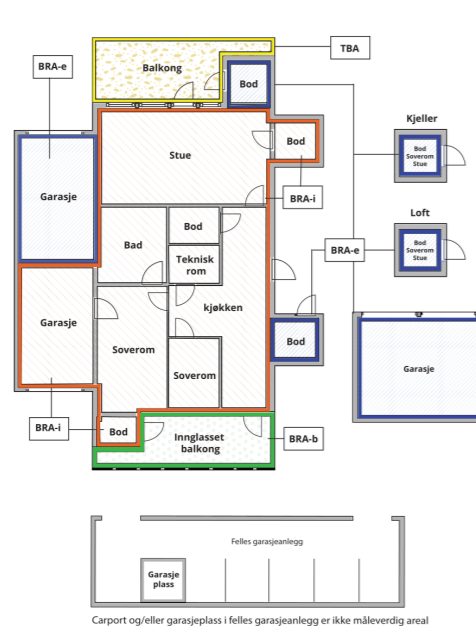 TBA
BRA-e
Balkong
Bod
Kjeller
Bod
Soverom
Stue
Stue
Bod
Garasje
BRA-i
Loft
Bod
Soverom
Stue
Bad
Bod
Teknisk
rom
BRA-e
kjøkken
Garasje
Soverom
Bod
Soverom
Garasje
BRA-i
Bod
Innglasset
balkong
BRA-b
Felles garasjeanlegg
Garasje
plass
Carport og/eller garasjeplass i felles garasjeanlegg er ikke måleverdig areal